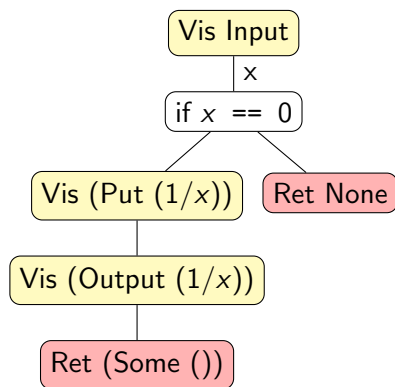 Vis Input
x
if x == 0
Vis (Put (1/x))
Ret None
Vis (Output (1/x))
Ret (Some ())